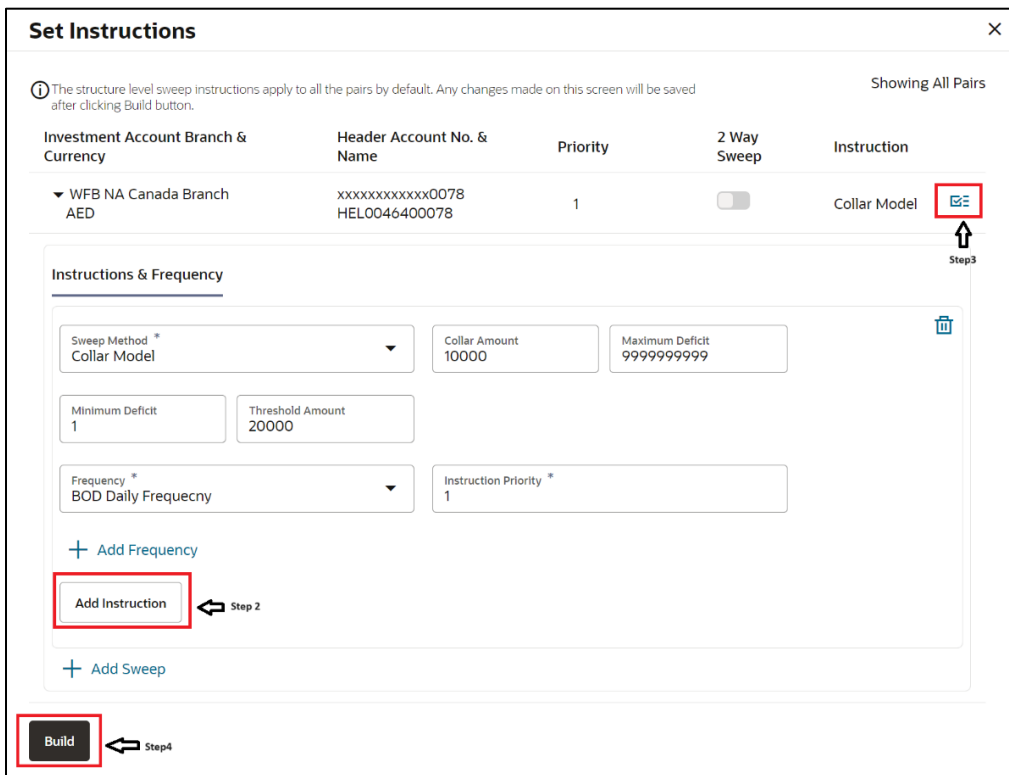 Set Instructions
The structure level sweep instructions apply to all the pairs by default. Any changes made on this screen will be saved
after clicking Build button.
Showing All Pairs
Investment Account Branch &
Currency
Header Account No. &
Name
Priority
2 Way
Sweep
Instruction
WFB NA Canada Branch
AED
xxxxxxxxxxxx0078
HEL0046400078
1
Collar Model
Step3
Instructions & Frequency
Sweep Method *
Collar Model
Collar Amount
10000
Maximum Deficit
9999999999
Minimum Deficit
1
Threshold Amount
20000
Frequency *
BOD Daily Frequecny
Instruction Priority *
1
+ Add Frequency
Add Instruction
Step 2
+ Add Sweep
Build
Step4